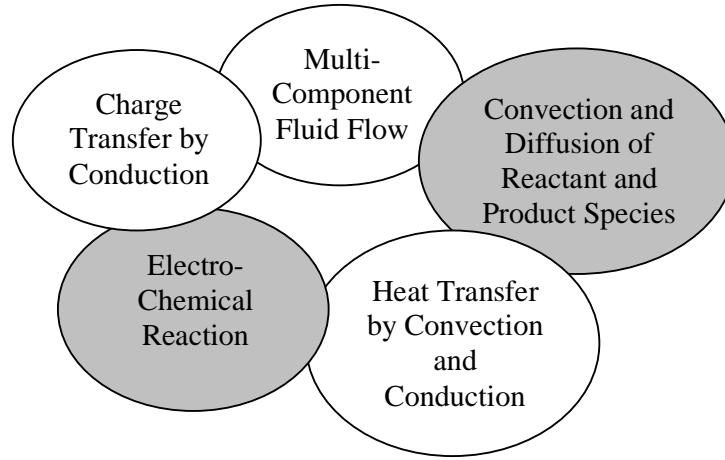 Multi-
Component
Fluid Flow
Charge
Transfer by
Conduction
Convection and
Diffusion of
Reactant and
Product Species
Electro-
Chemical
Reaction
Heat Transfer
by Convection
and
Conduction